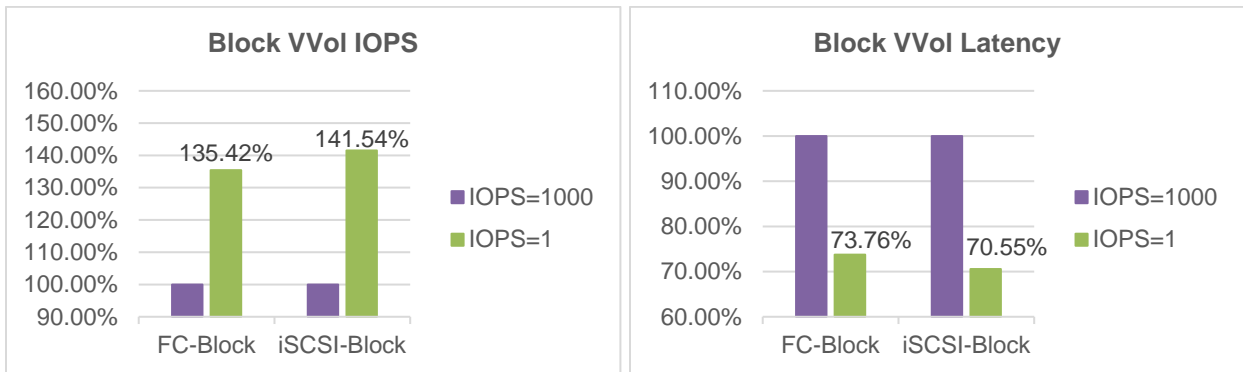 Block VVol IOPS
160.00%
150.00%
140.00%
130.00%
120.00%
110.00%
100.00%
90.00%
135.42%
141.54%
FC-Block
iSCSI-Block
IOPS=1000
IOPS=1
Block VVol Latency
110.00%
100.00%
90.00%
80.00%
70.00%
60.00%
73.76%
70.55%
FC-Block
iSCSI-Block
IOPS=1000
IOPS=1